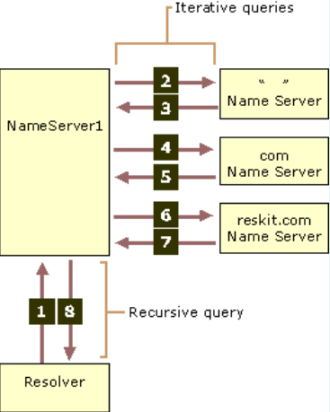 Iterative queries
NameServer1
2
3
" "
Name Server
4
5
com
Name Server
6
7
reskit.com
Name Server
1
8
Recursive query
Resolver